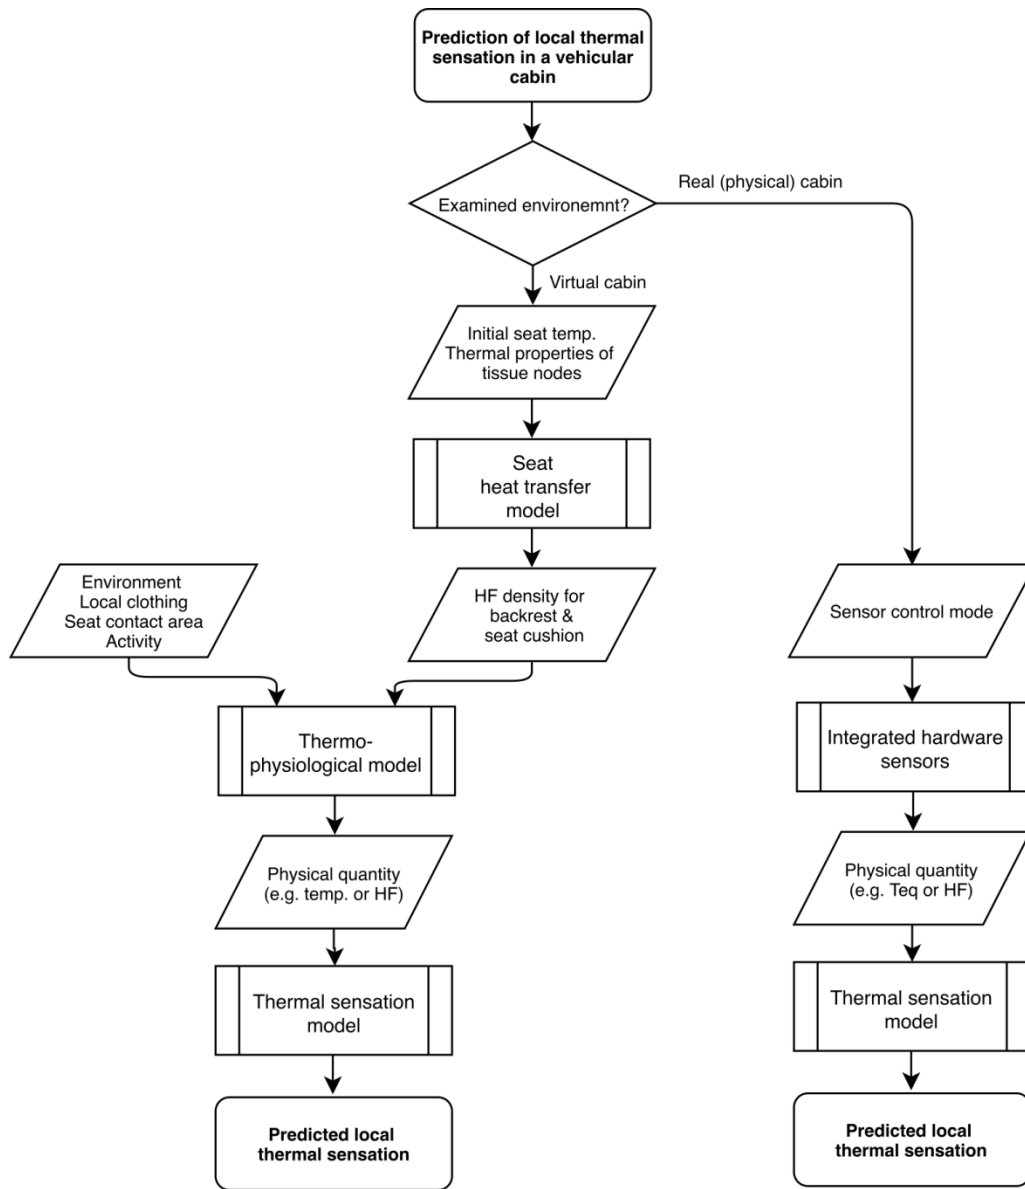 Prediction of local thermal
sensation in a vehicular
cabin
Real (physical) cabin
Examined environemnt?
Virtual cabin
Initial seat temp.
Thermal properties of
tissue nodes
Seat
heat transfer
model
Environment
Local clothing
Seat contact area
Activity
HF density for
backrest &
seat cushion
Sensor control mode
Thermo-
physiological model
Integrated hardware
sensors
Physical quantity
(e.g. temp. or HF)
Physical quantity
(e.g. Teq or HF)
Thermal sensation
model
Thermal sensation
model
Predicted local
thermal sensation
Predicted local
thermal sensation